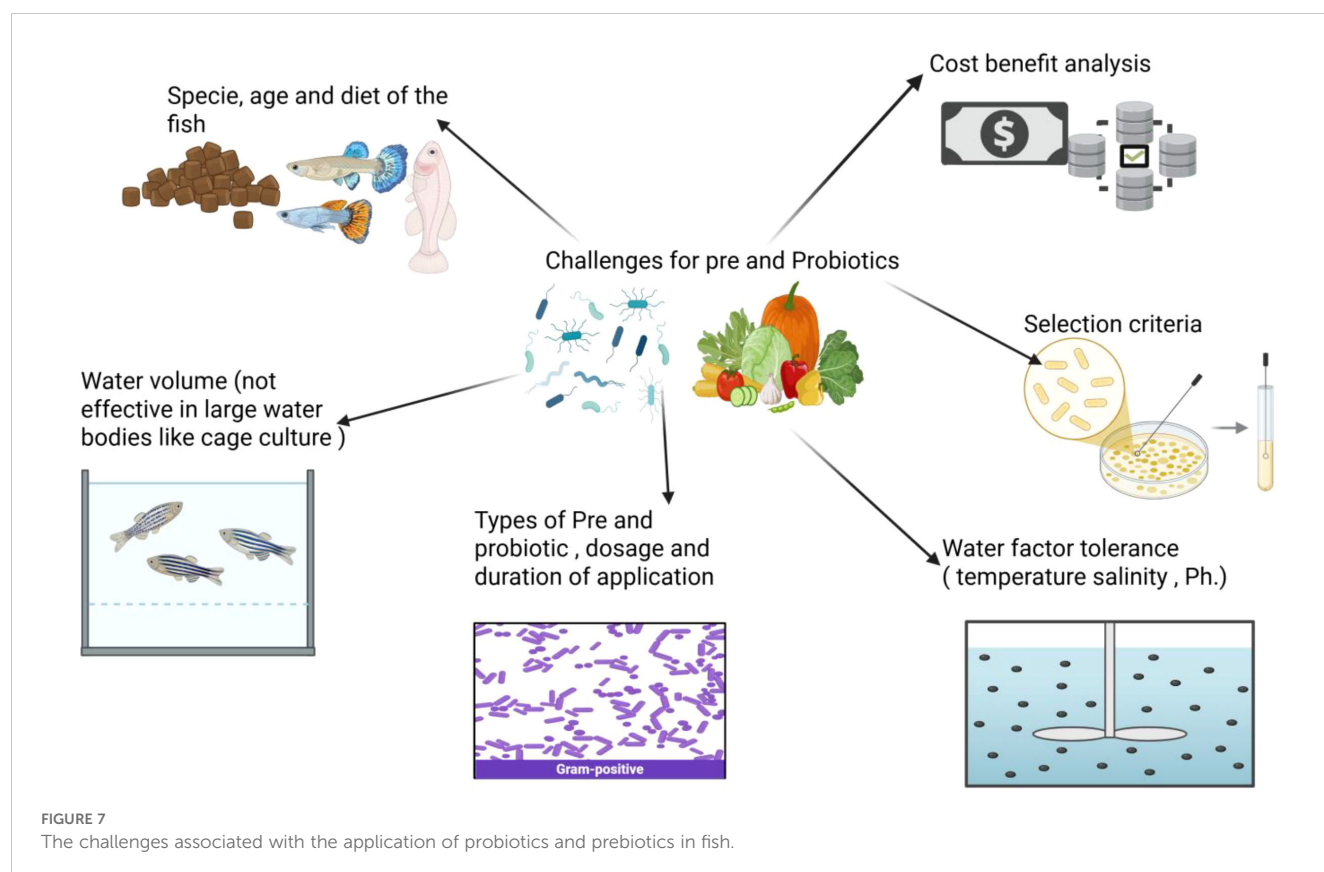 Specie, age and diet of the
fish
Cost benefit analysis
$
Challenges for pre and Probiotics
Selection criteria
Water volume (not
effective in large water
bodies like cage culture )
Types of Pre and
probiotic , dosage and
duration of application
Water factor tolerance
( temperature salinity , Ph.)
Gram-positive
FIGURE 7
The challenges associated with the application of probiotics and prebiotics in fish.